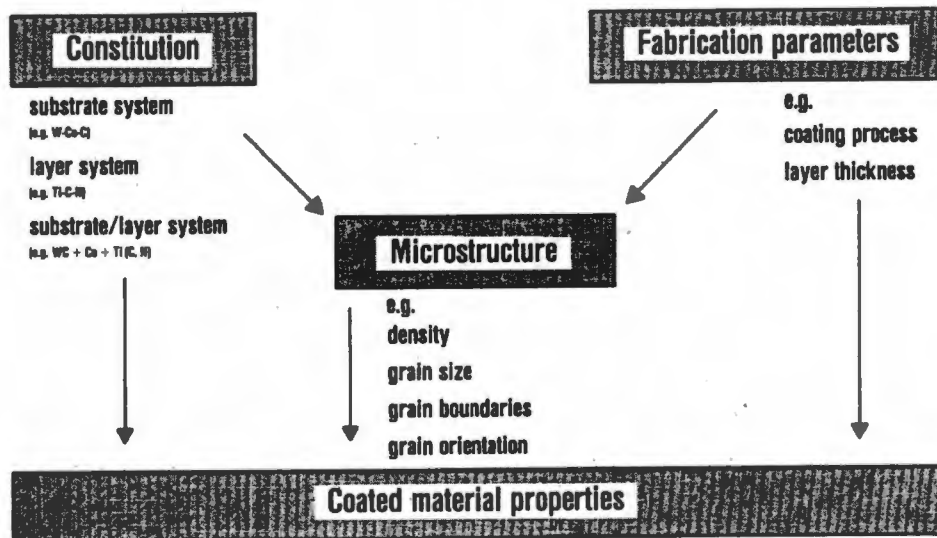 Constitution
substrate system
(e.g. W-Co-C)
layer system
(e.g. Ti-C-N)
substrate/layer system
(e.g. WC + Co + Ti (C, N)
Fabrication parameters
e.g.
coating process
layer thickness
Microstructure
e.g.
density
grain size
grain boundaries
grain orientation
Coated material properties